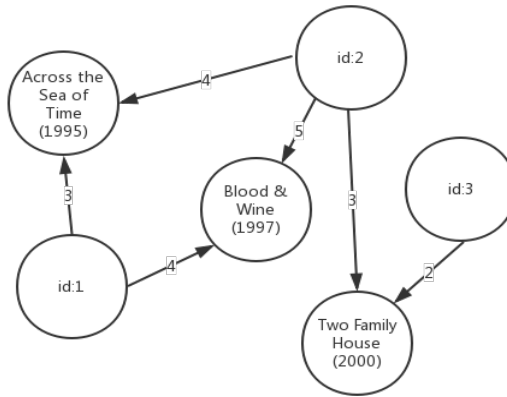 id:2
Across the
Sea of
Time
(1995)
4
5
Blood &
Wine
(1997)
3
3
id:3
4
id:1
2
Two Family
House
(2000)